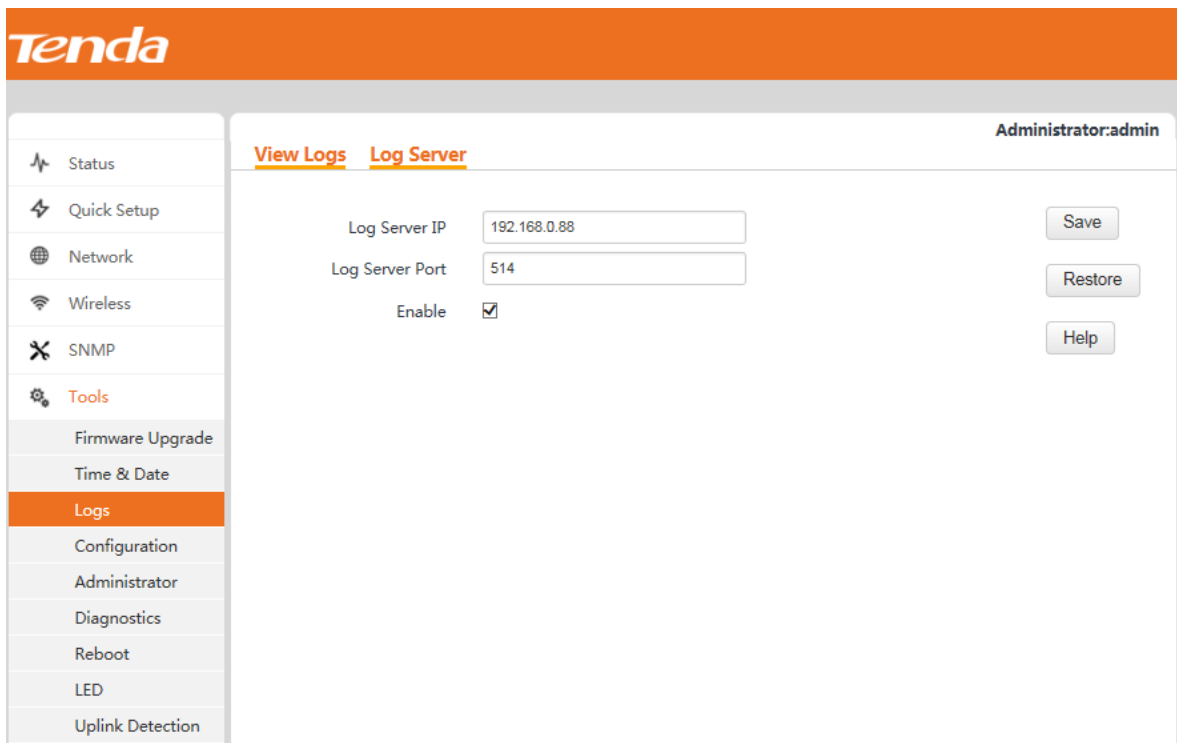 Tenda
Administrator:admin
View Logs Log Server
Status
Quick Setup
Network
Wireless
SNMP
Tools
Firmware Upgrade
Time & Date
Logs
Configuration
Administrator
Diagnostics
Reboot
LED
Uplink Detection
Log Server IP 192.168.0.88
Log Server Port 514
Enable
Save
Restore
Help